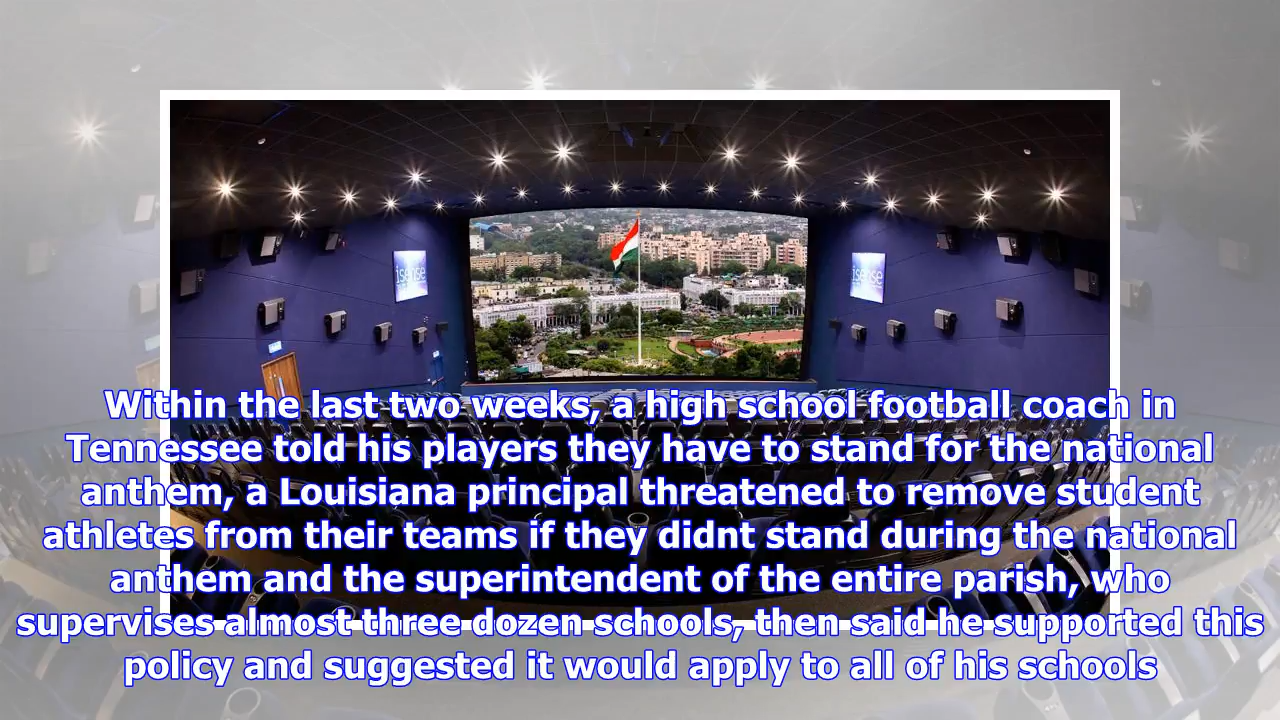 isense
isense
Within the last two weeks, a high school football coach in
Tennessee told his players they have to stand for the national
anthem, a Louisiana principal threatened to remove student
athletes from their teams if they didnt stand during the national
anthem and the superintendent of the entire parish, who
supervises almost three dozen schools, then said he supported this
policy and suggested it would apply to all of his schools